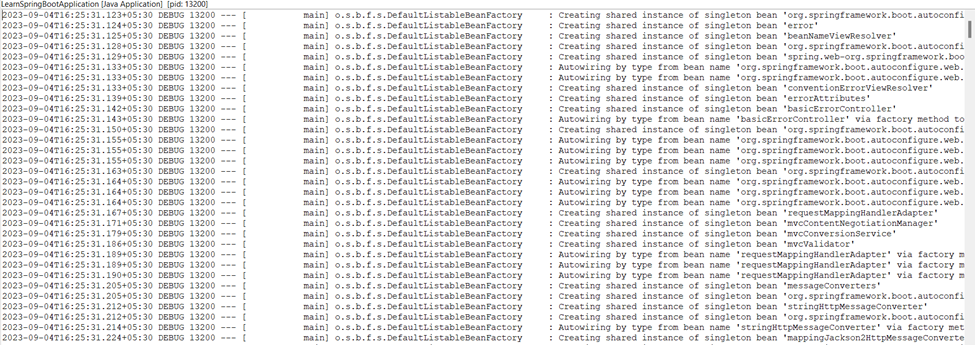 LearnSpringBootApplication [Java Application] [pid: 13200]
2023-09-04T16:25:31.123+05:30 DEBUG 13200 --- [ main] o.s.b.f.s.DefaultListableBeanFactory : Creating shared instance of singleton bean 'org.springframework.boot.autoconfi
2023-09-04T16:25:31.124+05:30 DEBUG 13200 --- [ main] o.s.b.f.s.DefaultListableBeanFactory : Creating shared instance of singleton bean 'error'
2023-09-04T16:25:31.125+05:30 DEBUG 13200 --- [ main] o.s.b.f.s.DefaultListableBeanFactory : Creating shared instance of singleton bean 'beanNameViewResolver'
2023-09-04T16:25:31.128+05:30 DEBUG 13200 --- [ main] o.s.b.f.s.DefaultListableBeanFactory : Creating shared instance of singleton bean 'org.springframework.boot.autoconfi
2023-09-04T16:25:31.129+05:30 DEBUG 13200 --- [ main] o.s.b.f.s.DefaultListableBeanFactory : Creating shared instance of singleton bean 'spring.web-org.springframework.boo
2023-09-04T16:25:31.133+05:30 DEBUG 13200 --- [ main] o.s.b.f.s.DefaultListableBeanFactory : Autowiring by type from bean name 'org.springframework.boot.autoconfigure.web.
2023-09-04T16:25:31.133+05:30 DEBUG 13200 --- [ main] o.s.b.f.s.DefaultListableBeanFactory : Autowiring by type from bean name 'org.springframework.boot.autoconfigure.web.
2023-09-04T16:25:31.133+05:30 DEBUG 13200 --- [ main] o.s.b.f.s.DefaultListableBeanFactory : Creating shared instance of singleton bean 'conventionErrorViewResolver'
2023-09-04T16:25:31.139+05:30 DEBUG 13200 --- [ main] o.s.b.f.s.DefaultListableBeanFactory : Creating shared instance of singleton bean 'errorAttributes'
2023-09-04T16:25:31.142+05:30 DEBUG 13200 --- [ main] o.s.b.f.s.DefaultListableBeanFactory : Creating shared instance of singleton bean 'basicErrorController'
2023-09-04T16:25:31.143+05:30 DEBUG 13200 --- [ main] o.s.b.f.s.DefaultListableBeanFactory : Autowiring by type from bean name 'basicErrorController' via factory method to
2023-09-04T16:25:31.150+05:30 DEBUG 13200 --- [ main] o.s.b.f.s.DefaultListableBeanFactory : Creating shared instance of singleton bean 'org.springframework.boot.autoconfi
2023-09-04T16:25:31.155+05:30 DEBUG 13200 --- [ main] o.s.b.f.s.DefaultListableBeanFactory : Autowiring by type from bean name 'org.springframework.boot.autoconfigure.web.
2023-09-04T16:25:31.155+05:30 DEBUG 13200 --- [ main] o.s.b.f.s.DefaultListableBeanFactory : Autowiring by type from bean name 'org.springframework.boot.autoconfigure.web.
2023-09-04T16:25:31.155+05:30 DEBUG 13200 --- [ main] o.s.b.f.s.DefaultListableBeanFactory : Autowiring by type from bean name 'org.springframework.boot.autoconfigure.web.
2023-09-04T16:25:31.163+05:30 DEBUG 13200 --- [ main] o.s.b.f.s.DefaultListableBeanFactory : Creating shared instance of singleton bean 'org.springframework.boot.autoconfi
2023-09-04T16:25:31.164+05:30 DEBUG 13200 --- [ main] o.s.b.f.s.DefaultListableBeanFactory : Autowiring by type from bean name 'org.springframework.boot.autoconfigure.web.
2023-09-04T16:25:31.164+05:30 DEBUG 13200 --- [ main] o.s.b.f.s.DefaultListableBeanFactory : Autowiring by type from bean name 'org.springframework.boot.autoconfigure.web.
2023-09-04T16:25:31.164+05:30 DEBUG 13200 --- [ main] o.s.b.f.s.DefaultListableBeanFactory : Autowiring by type from bean name 'org.springframework.boot.autoconfigure.web.
2023-09-04T16:25:31.167+05:30 DEBUG 13200 --- [ main] o.s.b.f.s.DefaultListableBeanFactory : Creating shared instance of singleton bean 'requestMappingHandlerAdapter'
2023-09-04T16:25:31.171+05:30 DEBUG 13200 --- [ main] o.s.b.f.s.DefaultListableBeanFactory : Creating shared instance of singleton bean 'mvcContentNegotiationManager'
2023-09-04T16:25:31.179+05:30 DEBUG 13200 --- [ main] o.s.b.f.s.DefaultListableBeanFactory : Creating shared instance of singleton bean 'mvcConversionService'
2023-09-04T16:25:31.186+05:30 DEBUG 13200 --- [ main] o.s.b.f.s.DefaultListableBeanFactory : Creating shared instance of singleton bean 'mvcValidator'
2023-09-04T16:25:31.189+05:30 DEBUG 13200 --- [ main] o.s.b.f.s.DefaultListableBeanFactory : Autowiring by type from bean name 'requestMappingHandlerAdapter' via factory m
2023-09-04T16:25:31.189+05:30 DEBUG 13200 --- [ main] o.s.b.f.s.DefaultListableBeanFactory : Autowiring by type from bean name 'requestMappingHandlerAdapter' via factory m
2023-09-04T16:25:31.190+05:30 DEBUG 13200 --- [ main] o.s.b.f.s.DefaultListableBeanFactory : Autowiring by type from bean name 'requestMappingHandlerAdapter' via factory m
2023-09-04T16:25:31.205+05:30 DEBUG 13200 --- [ main] o.s.b.f.s.DefaultListableBeanFactory : Creating shared instance of singleton bean 'messageConverters'
2023-09-04T16:25:31.205+05:30 DEBUG 13200 --- [ main] o.s.b.f.s.DefaultListableBeanFactory : Creating shared instance of singleton bean 'org.springframework.boot.autoconfi
2023-09-04T16:25:31.212+05:30 DEBUG 13200 --- [ main] o.s.b.f.s.DefaultListableBeanFactory : Creating shared instance of singleton bean 'stringHttpMessageConverter'
2023-09-04T16:25:31.212+05:30 DEBUG 13200 --- [ main] o.s.b.f.s.DefaultListableBeanFactory : Creating shared instance of singleton bean 'org.springframework.boot.autoconfi
2023-09-04T16:25:31.214+05:30 DEBUG 13200 --- [ main] o.s.b.f.s.DefaultListableBeanFactory : Autowiring by type from bean name 'stringHttpMessageConverter' via factory met
2023-09-04T16:25:31.224+05:30 DEBUG 13200 --- [ main] o.s.b.f.s.DefaultListableBeanFactory : Creating shared instance of singleton bean 'mappingJackson2HttpMessageConverte